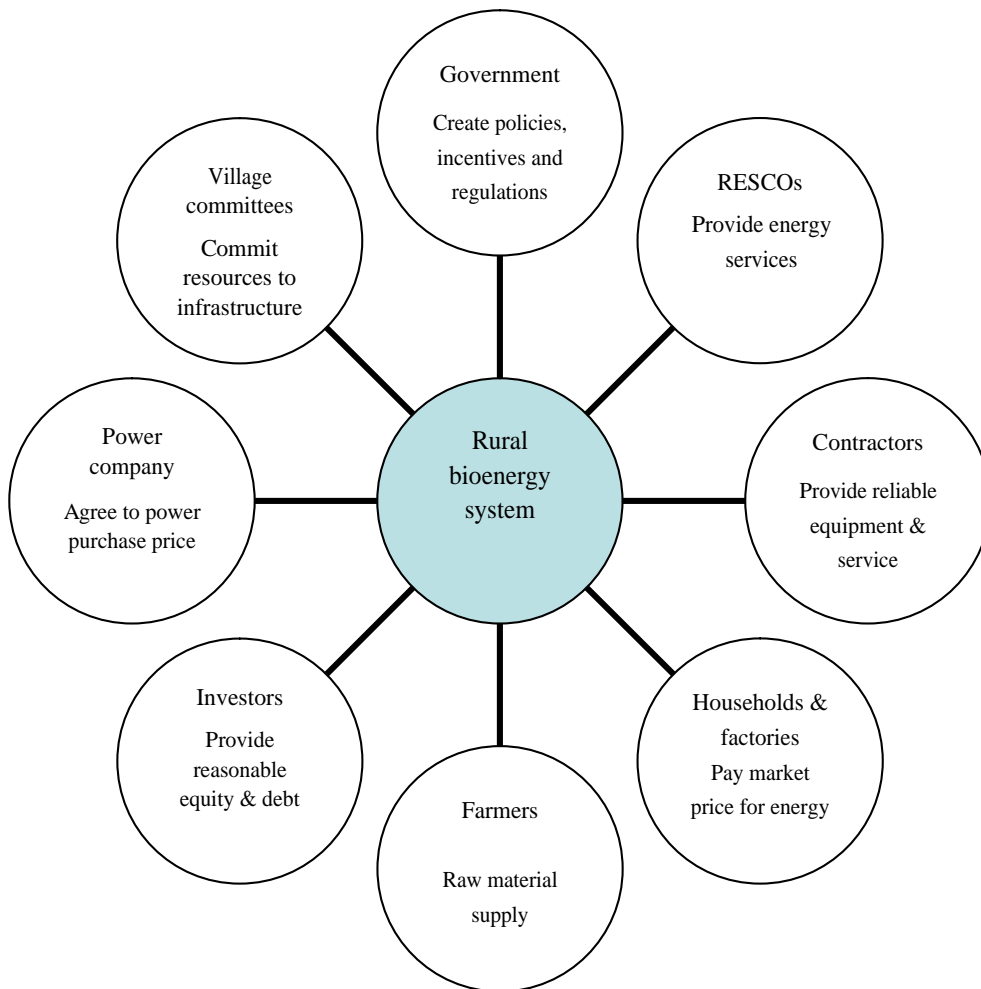 Government
Create policies,
incentives and
regulations
RESCOs
Provide energy
services
Contractors
Provide reliable
equipment &
service
Households &
factories
Pay market
price for energy
Farmers
Raw material
supply
Investors
Provide
reasonable
equity & debt
Power
company
Agree to power
purchase price
Village
committees
Commit
resources to
infrastructure
Rural
bioenergy
system